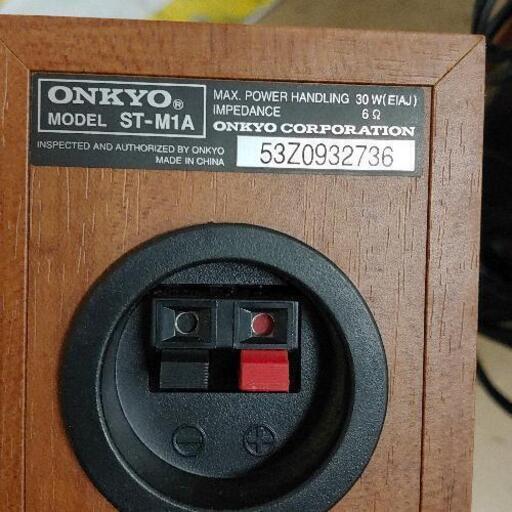 ONKYO®
MODEL ST-M1A
MAX. POWER HANDLING 30 W(EIAJ)
IMPEDANCE 6 Ω
ONKYO CORPORATION
INSPECTED AND AUTHORIZED BY ONKYO
MADE IN CHINA
53Z0932736
⊖ ⊕